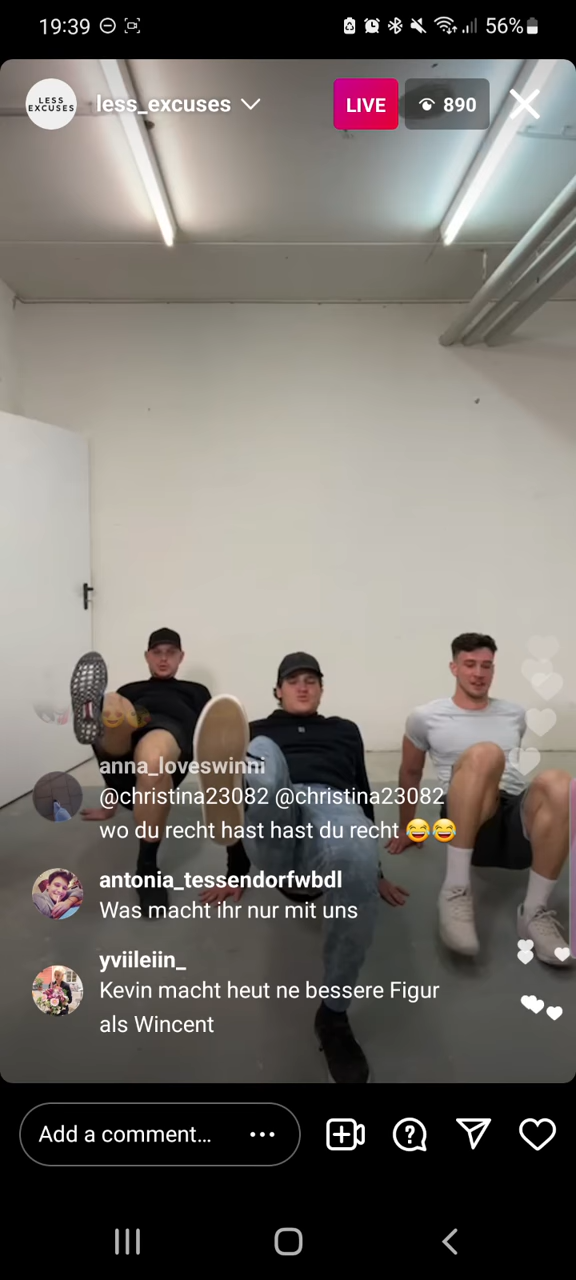 19:39
56%
LESS
EXCUSES
less_excuses
LIVE
890
anna_loveswinni
@christina23082 @christina23082
wo du recht hast hast du recht 😂😂
antonia_tessendorfwbdl
Was macht ihr nur mit uns
yviileiin_
Kevin macht heut ne bessere Figur
als Wincent
Add a comment...